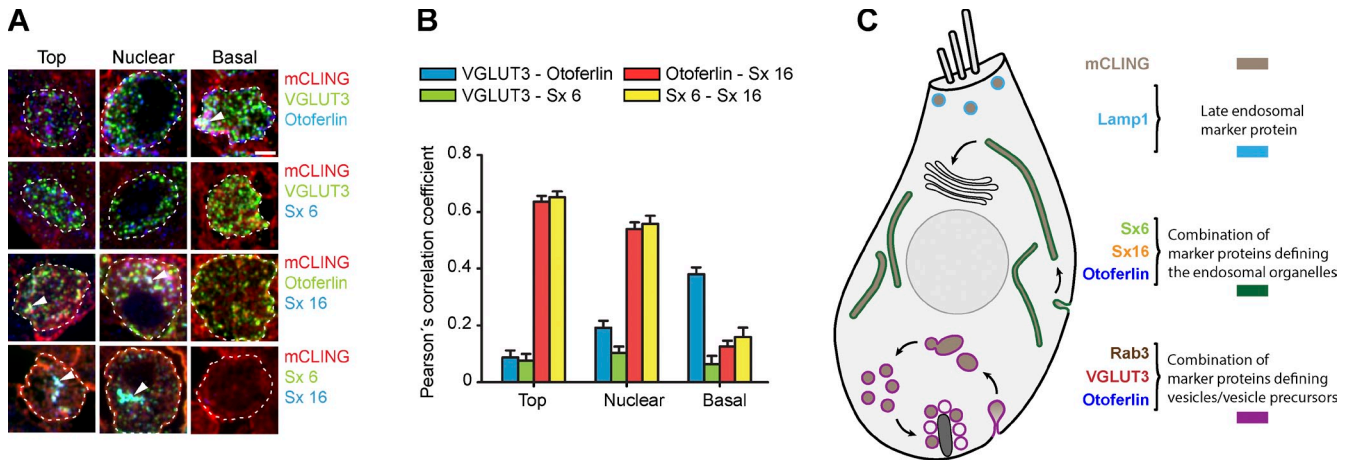 A
Top
Nuclear
Basal
mCLING
VGLUT3
Otoferlin
mCLING
VGLUT3
Sx 6
mCLING
Otoferlin
Sx 16
mCLING
Sx 6
Sx 16
B
VGLUT3 - Otoferlin
Otoferlin - Sx 16
VGLUT3 - Sx 6
Sx 6 - Sx 16
Pearson´s correlation coefficient
0.8
0.6
0.4
0.2
0
Top
Nuclear
Basal
C
mCLING
Lamp1
Late endosomal
marker protein
Sx6
Sx16
Otoferlin
Combination of
marker proteins defining
the endosomal organelles
Rab3
VGLUT3
Otoferlin
Combination of
marker proteins defining
vesicles/vesicle precursors